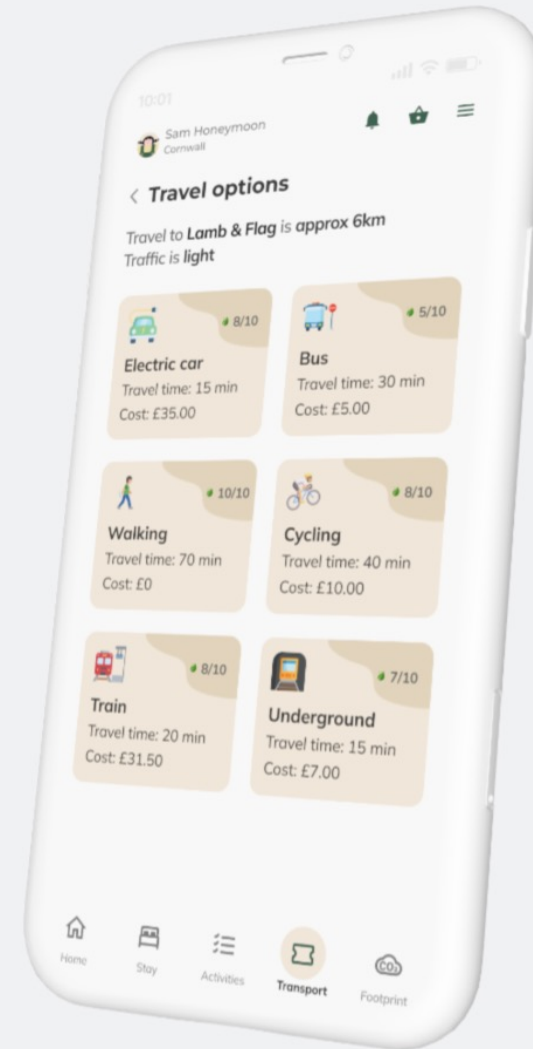 10:01
Sam Honeymoon
Cornwall
Travel options
Travel to Lamb & Flag is approx 6km
Traffic is light
8/10
Electric car
Travel time: 15 min
Cost: £35.00
5/10
Bus
Travel time: 30 min
Cost: £5.00
10/10
Walking
Travel time: 70 min
Cost: £0
8/10
Cycling
Travel time: 40 min
Cost: £10.00
8/10
Train
Travel time: 20 min
Cost: £31.50
7/10
Underground
Travel time: 15 min
Cost: £7.00
Home
Stay
Activities
Transport
CO₂
Footprint